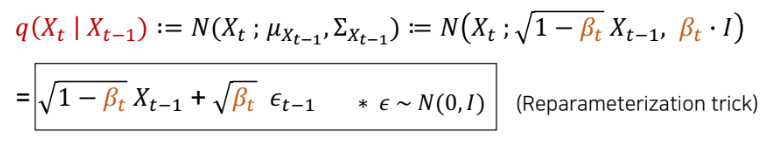 q(X_t | X_{t−1}) := N(X_t ; μ_{X_{t−1}}, Σ_{X_{t−1}}) ≔ N(X_t ; √(1 − β_t) X_{t−1}, β_t · I)
= √(1 − β_t) X_{t−1} + √(β_t) ϵ_{t−1} * ϵ ~ N(0, I) (Reparameterization trick)